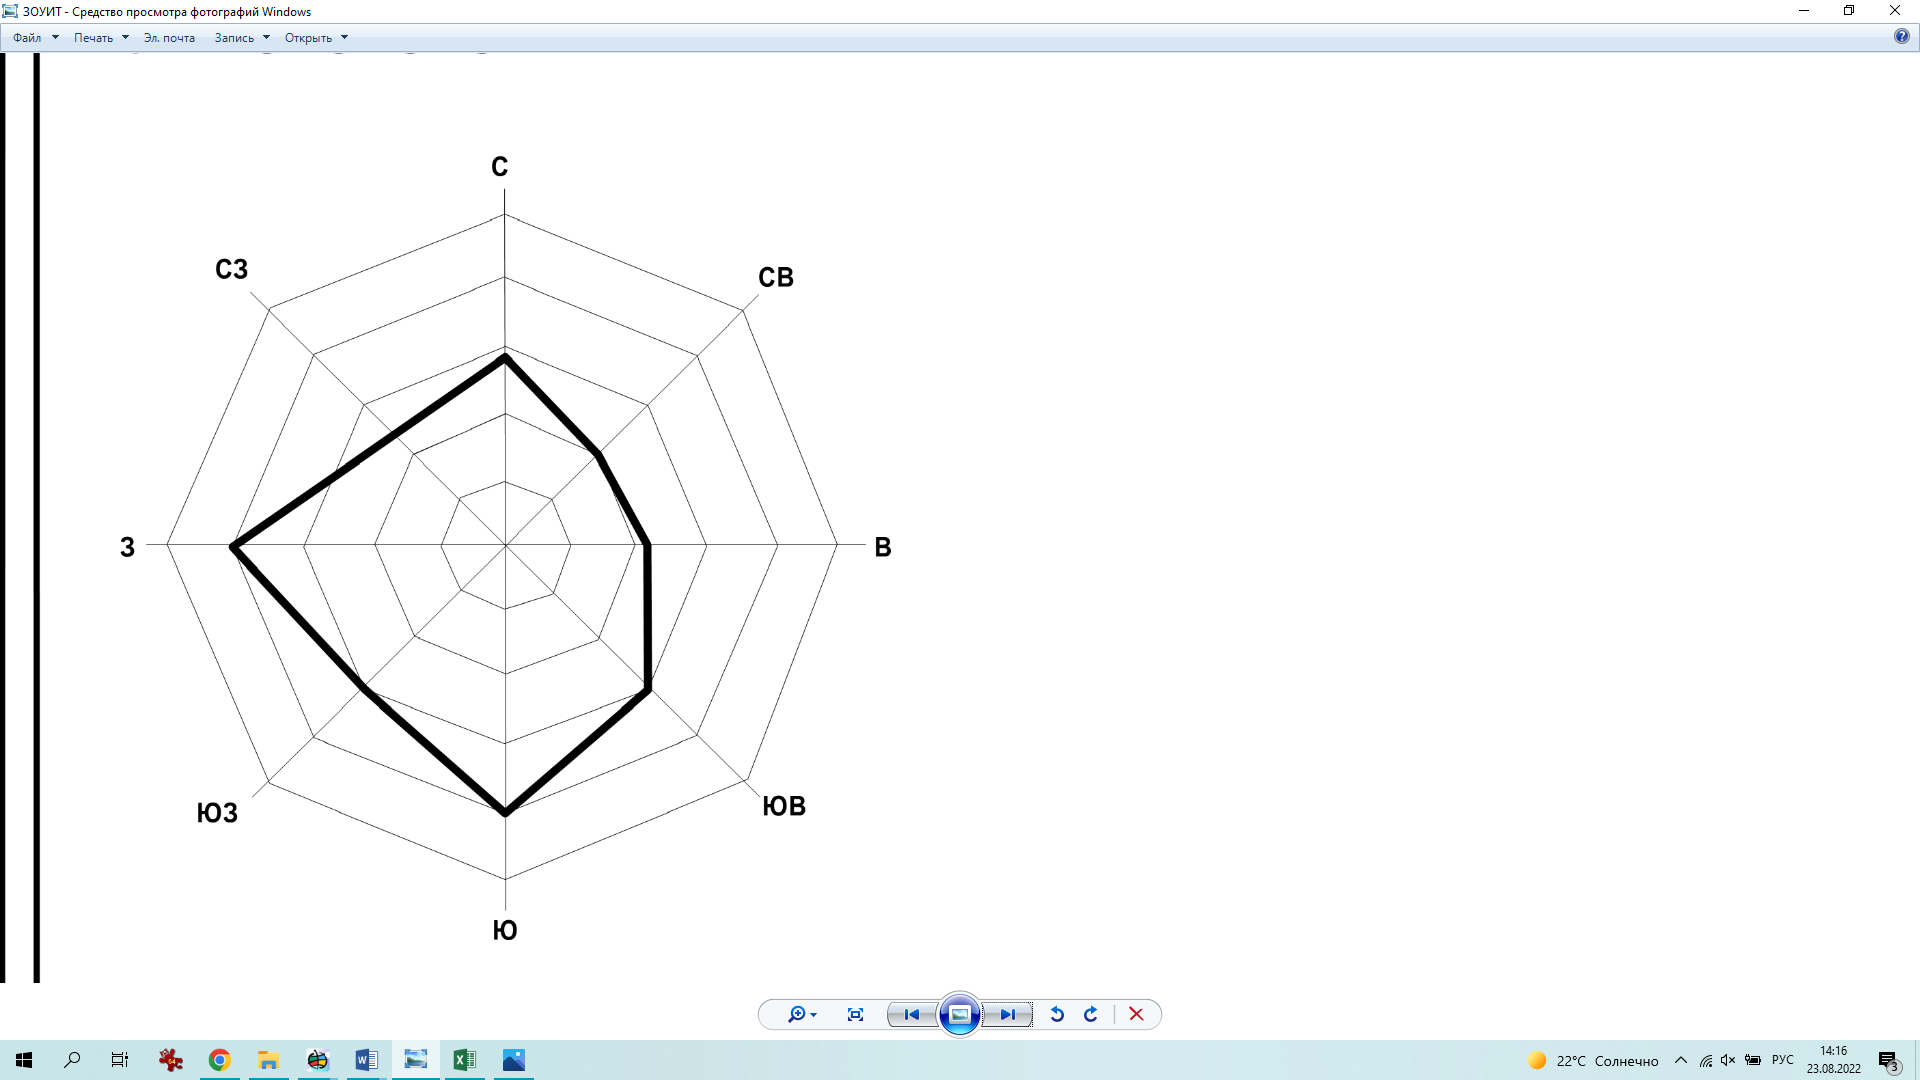 ЗОУИТ - Средство просмотра фотографий Windows
Файл Печать Эл. почта Запись Открыть
С
СЗ
СВ
З
В
ЮЗ
ЮВ
Ю
22°C Солнечно
РУС
14:16
23.08.2022
3